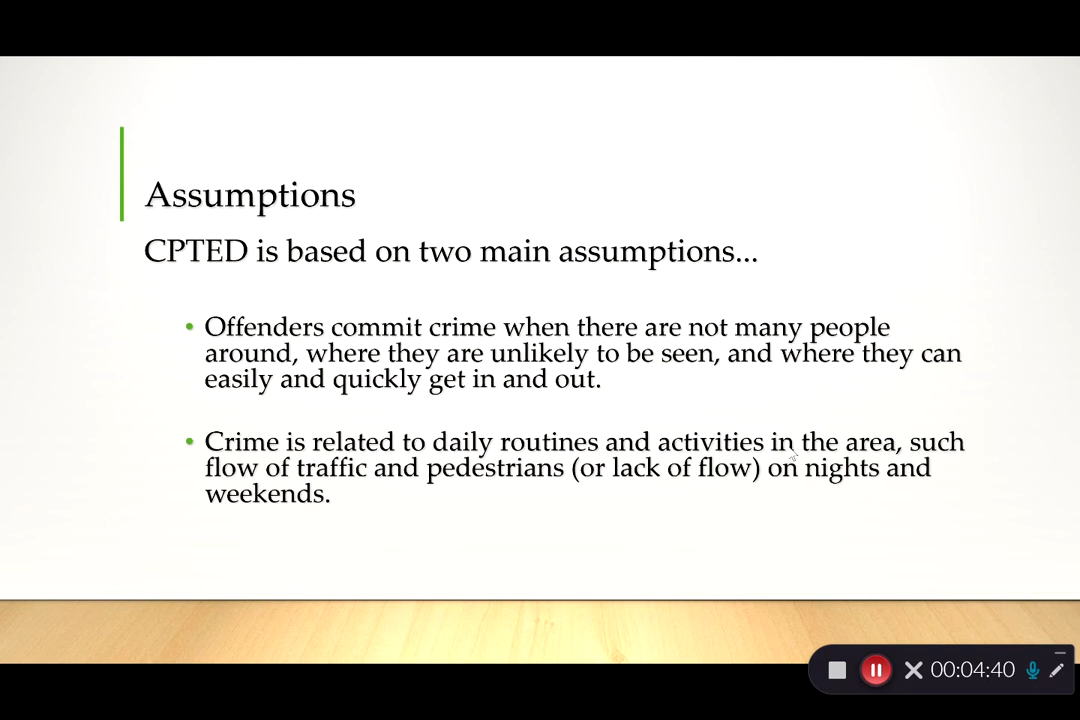 Assumptions
CPTED is based on two main assumptions...
• Offenders commit crime when there are not many people
around, where they are unlikely to be seen, and where they can
easily and quickly get in and out.
• Crime is related to daily routines and activities in the area, such
flow of traffic and pedestrians (or lack of flow) on nights and
weekends.
00:04:40